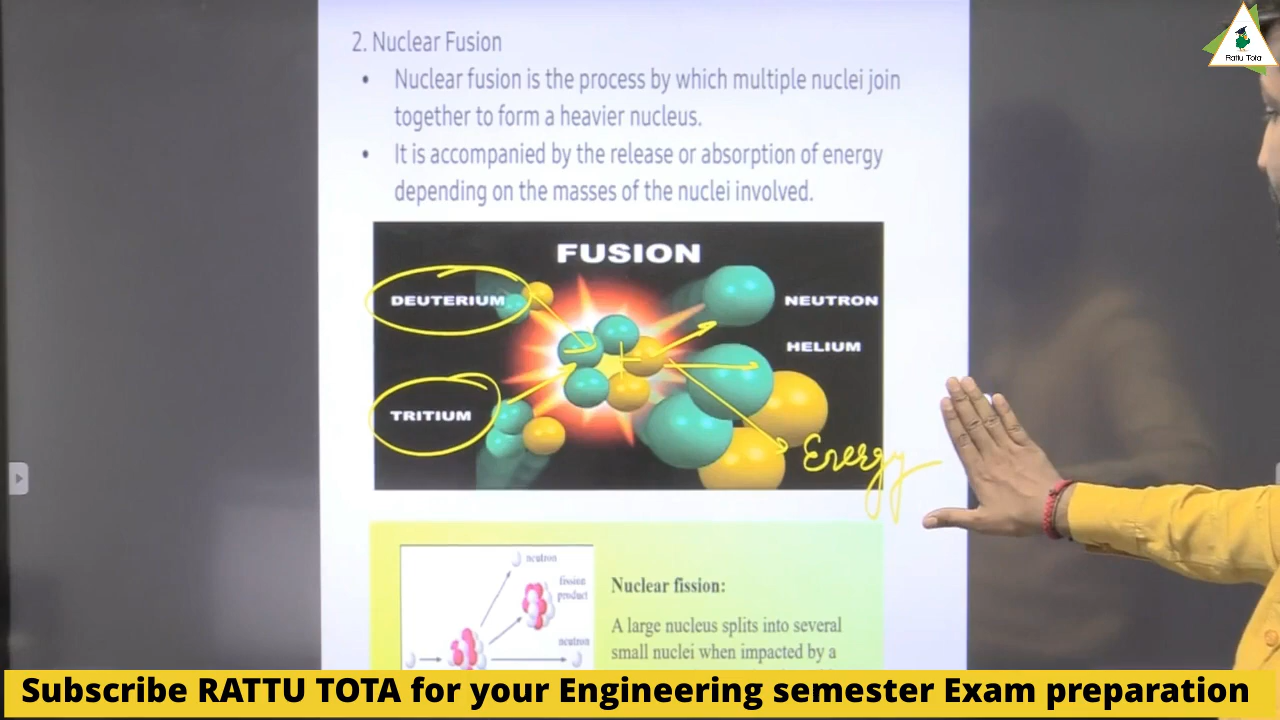 Rattu Tota
2. Nuclear Fusion
• Nuclear fusion is the process by which multiple nuclei join
together to form a heavier nucleus.
• It is accompanied by the release or absorption of energy
depending on the masses of the nuclei involved.
FUSION
DEUTERIUM
NEUTRON
HELIUM
TRITIUM
Energy
neutron
fission
product
neutron
Nuclear fission:
A large nucleus splits into several
small nuclei when impacted by a
Subscribe RATTU TOTA for your Engineering semester Exam preparation